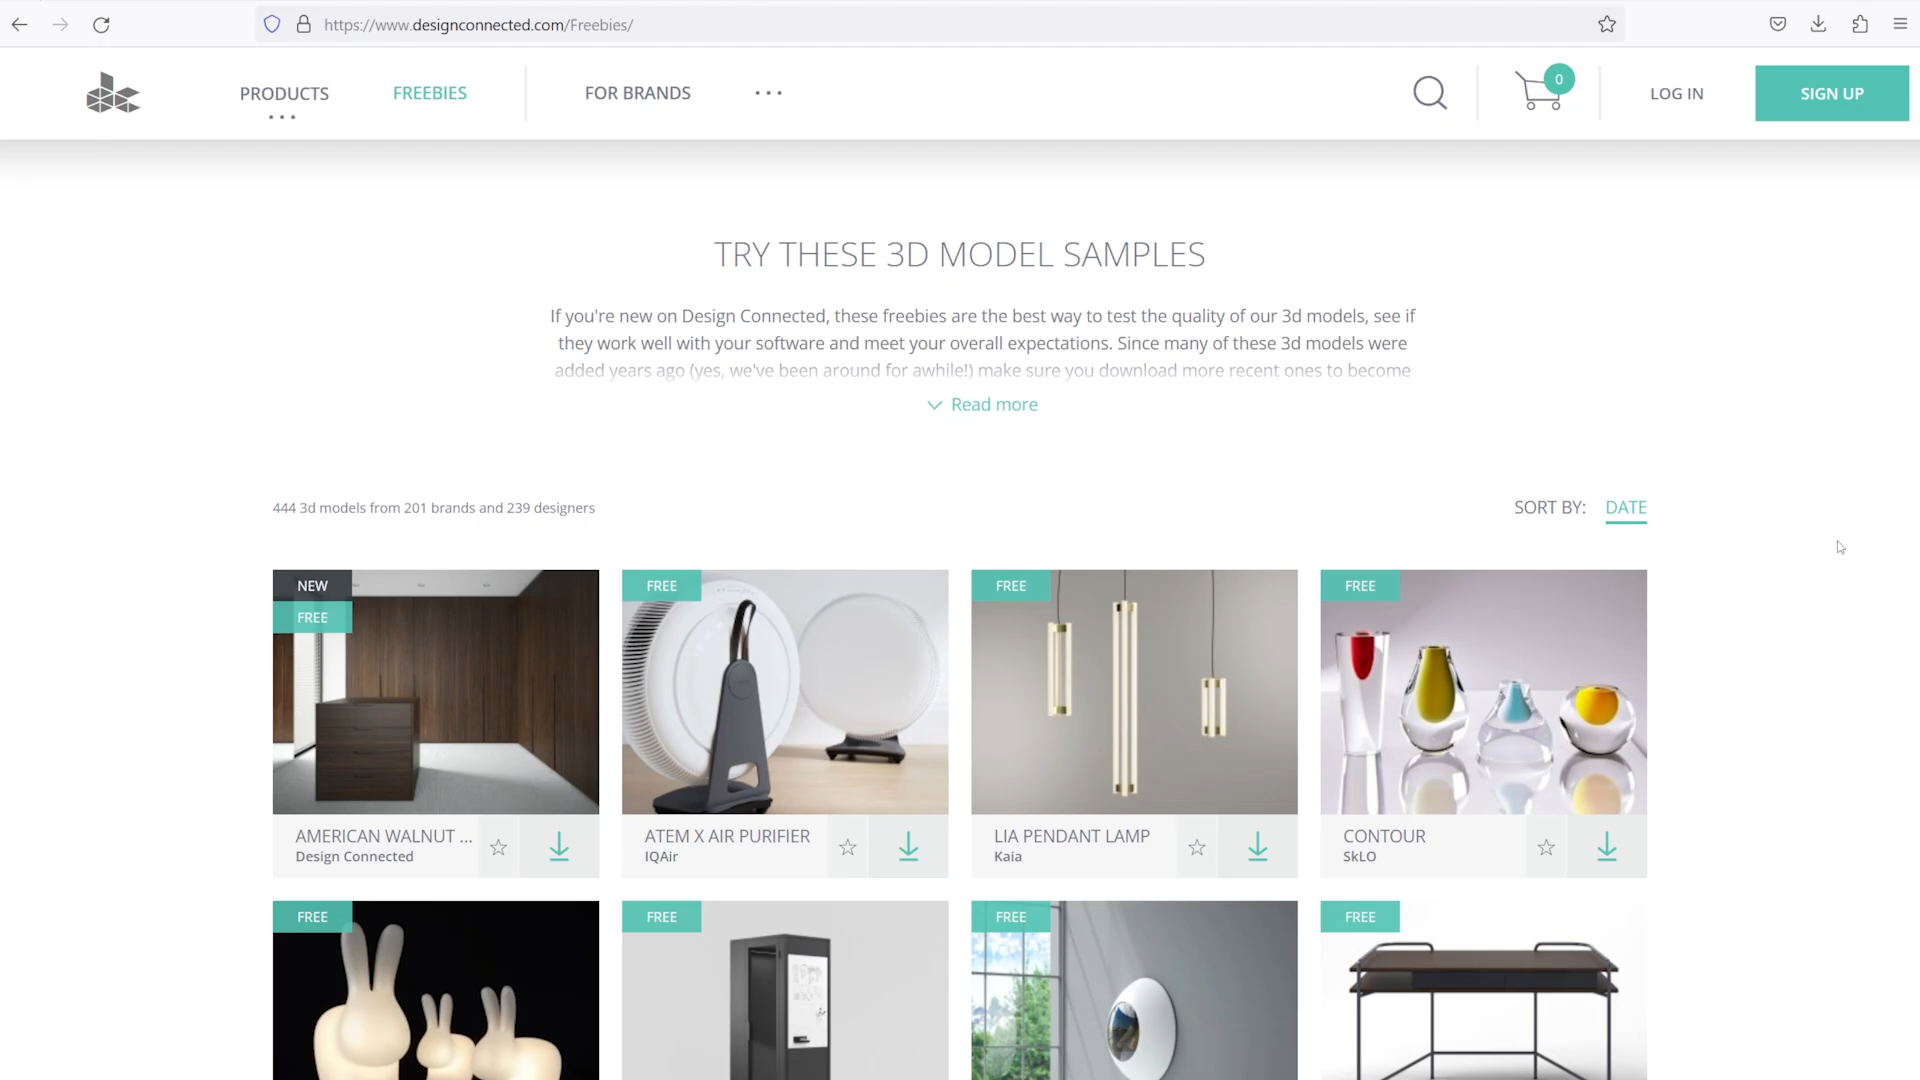 https://www.designconnected.com/Freebies/
PRODUCTS
FREEBIES
FOR BRANDS
0
LOG IN
SIGN UP
TRY THESE 3D MODEL SAMPLES
If you're new on Design Connected, these freebies are the best way to test the quality of our 3d models, see if
they work well with your software and meet your overall expectations. Since many of these 3d models were
added years ago (yes, we've been around for awhile!) make sure you download more recent ones to become
Read more
444 3d models from 201 brands and 239 designers
SORT BY: DATE
NEW
FREE
FREE
FREE
FREE
AMERICAN WALNUT ...
Design Connected
ATEM X AIR PURIFIER
IQAir
LIA PENDANT LAMP
Kaia
CONTOUR
SkLO
FREE
FREE
FREE
FREE